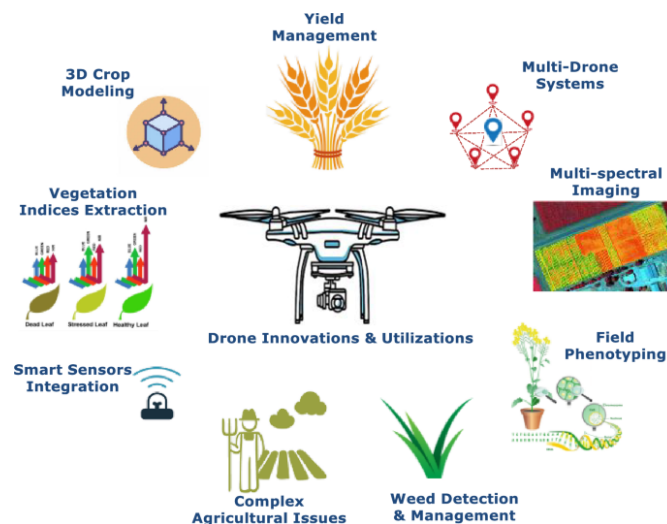 Yield
Management
3D Crop
Modeling
Multi-Drone
Systems
Multi-spectral
Imaging
Vegetation
Indices Extraction
Dead Leaf
Stressed Leaf
Healthy Leaf
Drone Innovations & Utilizations
Field
Phenotyping
Smart Sensors
Integration
Complex
Agricultural Issues
Weed Detection
& Management